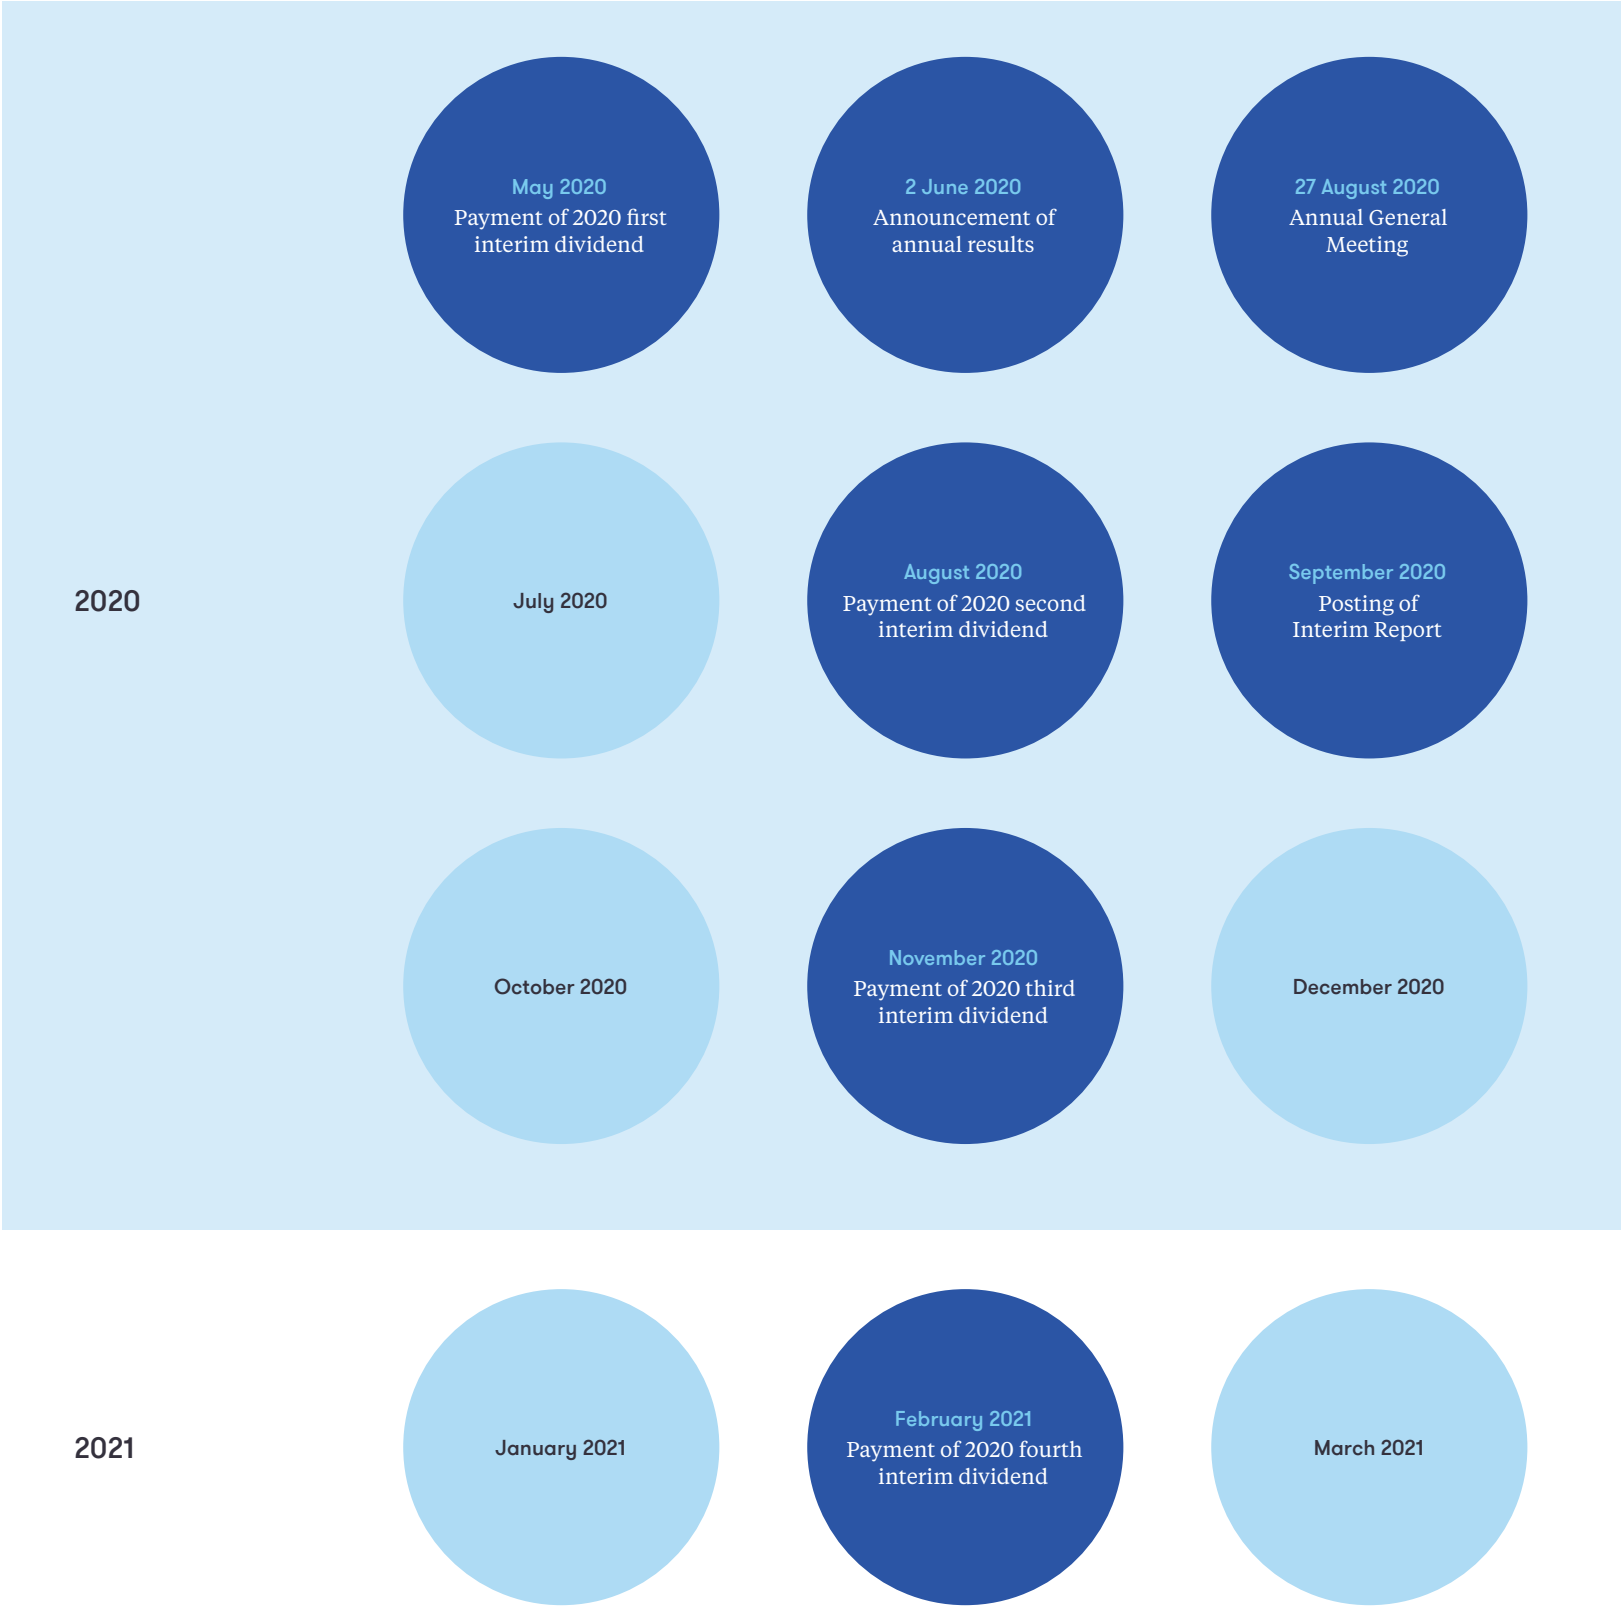 May 2020
Payment of 2020 first
interim dividend
2 June 2020
Announcement of
annual results
27 August 2020
Annual General
Meeting
2020
July 2020
August 2020
Payment of 2020 second
interim dividend
September 2020
Posting of
Interim Report
October 2020
November 2020
Payment of 2020 third
interim dividend
December 2020
2021
January 2021
February 2021
Payment of 2020 fourth
interim dividend
March 2021